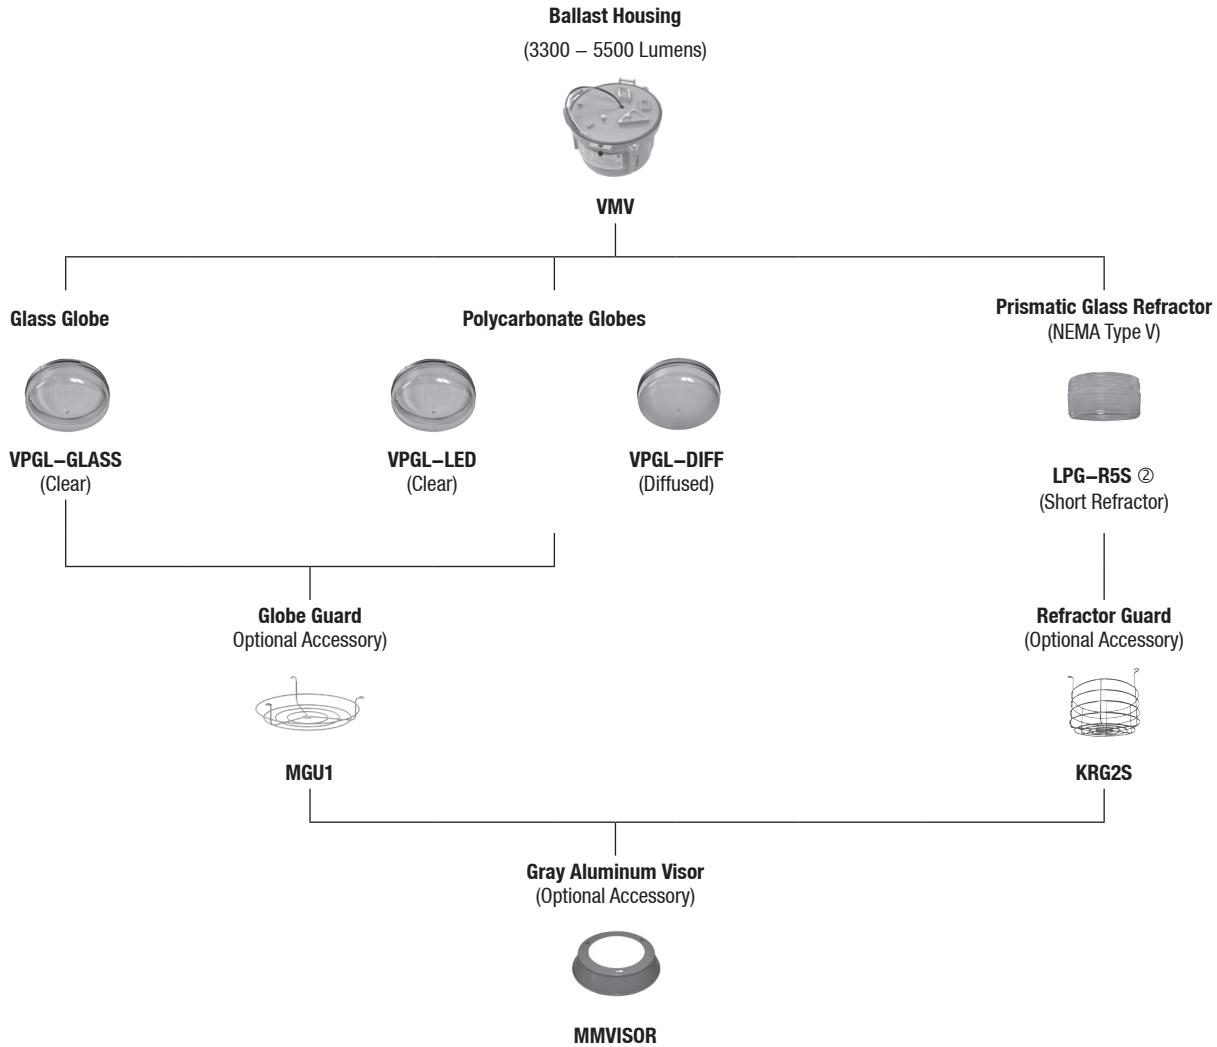 Ballast Housing
(3300 – 5500 Lumens)
VMV
Glass Globe
Polycarbonate Globes
Prismatic Glass Refractor
(NEMA Type V)
VPGL–GLASS
(Clear)
VPGL–LED
(Clear)
VPGL–DIFF
(Diffused)
LPG–R5S ②
(Short Refractor)
Globe Guard
Optional Accessory)
Refractor Guard
(Optional Accessory)
MGU1
KRG2S
Gray Aluminum Visor
(Optional Accessory)
MMVISOR